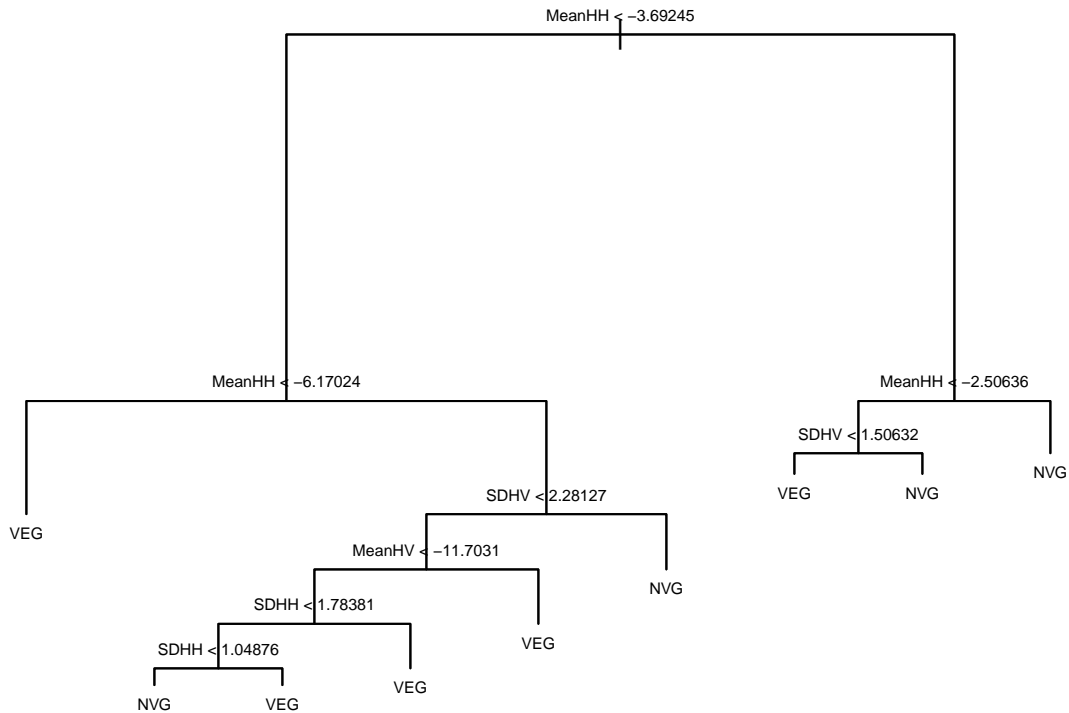 MeanHH < −3.69245
MeanHH < −6.17024
MeanHH < −2.50636
SDHV < 1.50632
NVG
VEG
NVG
SDHV < 2.28127
VEG
MeanHV < −11.7031
NVG
SDHH < 1.78381
VEG
SDHH < 1.04876
VEG
NVG
VEG